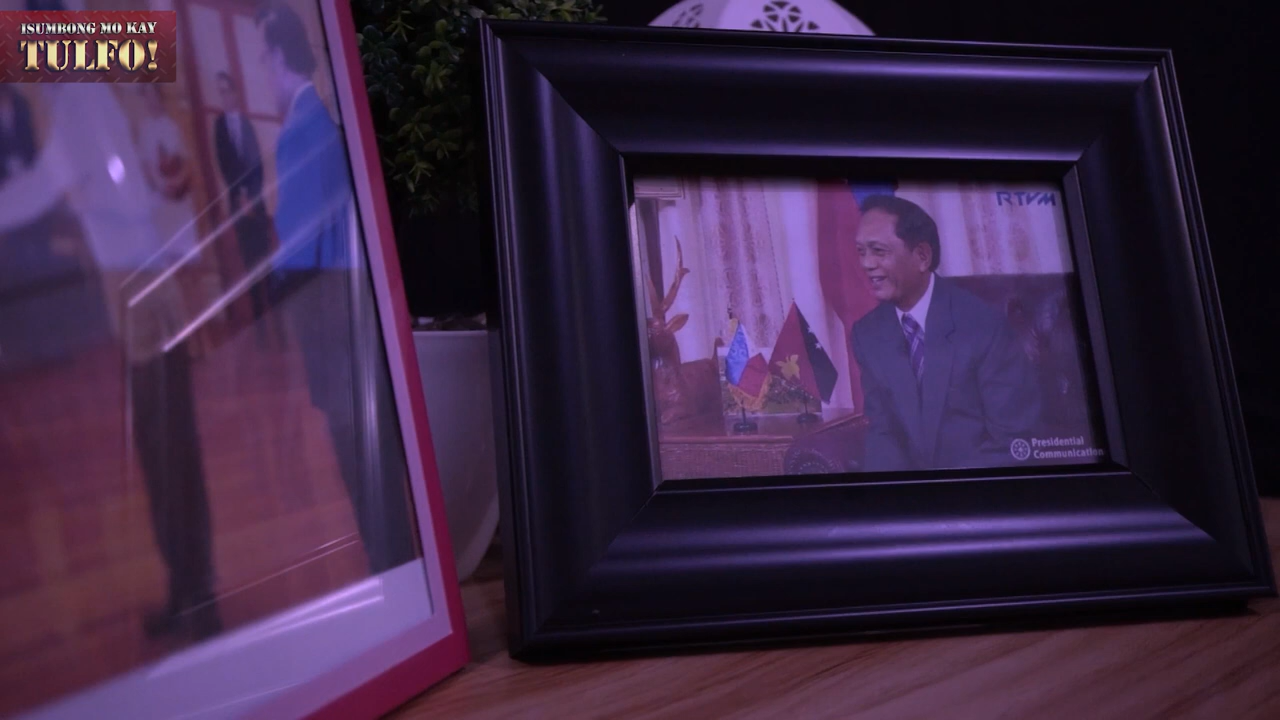 ISUMBONG MO KAY
TULFO!
RTVM
Presidential
Communication